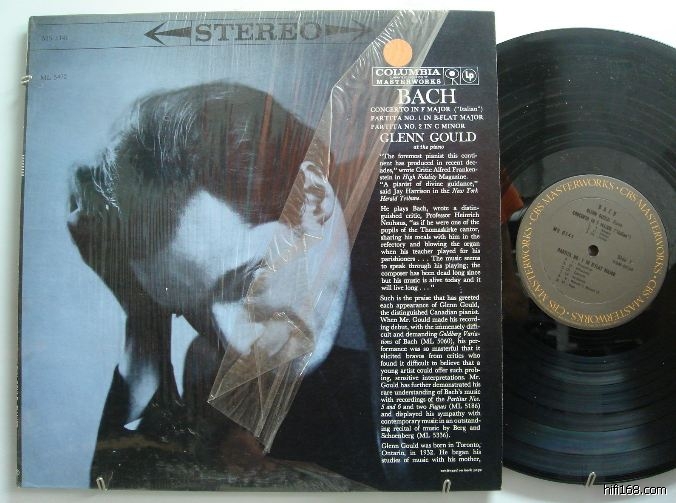 STEREO
MS 6141
ML 5472
COLUMBIA
MASTERWORKS
LP
BACH
CONCERTO IN F MAJOR ("Italian")
PARTITA NO. 1 IN B-FLAT MAJOR
PARTITA NO. 2 IN C MINOR
GLENN GOULD
at the piano
"The foremost pianist this conti-
nent has produced in recent dec-
ades," wrote Critic Alfred Franken-
stein in High Fidelity Magazine.
"A pianist of divine guidance,"
said Jay Harrison in the New York
Herald Tribune.
He plays Bach, wrote a distin-
guished critic, Professor Heinrich
Neuhaus, "as if he were one of the
pupils of the Thomaskirke cantor,
sharing his meals with him in the
refectory and blowing the organ
when his teacher played for his
parishioners . . . The music seems
to speak through his playing; the
composer has been dead long since
but his music is alive today and it
will live long . . ."
Such is the praise that has greeted
each appearance of Glenn Gould,
the distinguished Canadian pianist.
When Mr. Gould made his record-
ing debut, with the immensely diffi-
cult and demanding Goldberg Varia-
tions of Bach (ML 5060), his per-
formance was so masterful that it
elicited bravos from critics who
found it difficult to believe that a
young artist could offer such prob-
ing, sensitive interpretations. Mr.
Gould has further demonstrated his
rare understanding of Bach's music
with recordings of the Partitas Nos.
5 and 6 and two Fugues (ML 5186)
and displayed his sympathy with
contemporary music in an outstand-
ing recital of music by Berg and
Schoenberg (ML 5336).
Glenn Gould was born in Toronto,
Ontario, in 1932. He began his
studies of music with his mother,
continued on back page
CBS MASTERWORKS • CBS MASTERWORKS • CBS MASTERWORKS
BACH
MS 6141
PARTITA NO. 1 IN B-FLAT MAJOR
hifi168.com